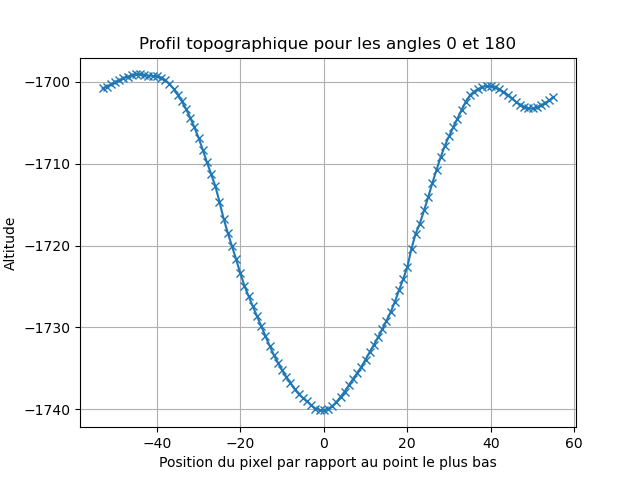 Profil topographique pour les angles 0 et 180
−1700
−1710
−1720
−1730
−1740
Altitude
−40 −20 0 20 40 60
Position du pixel par rapport au point le plus bas